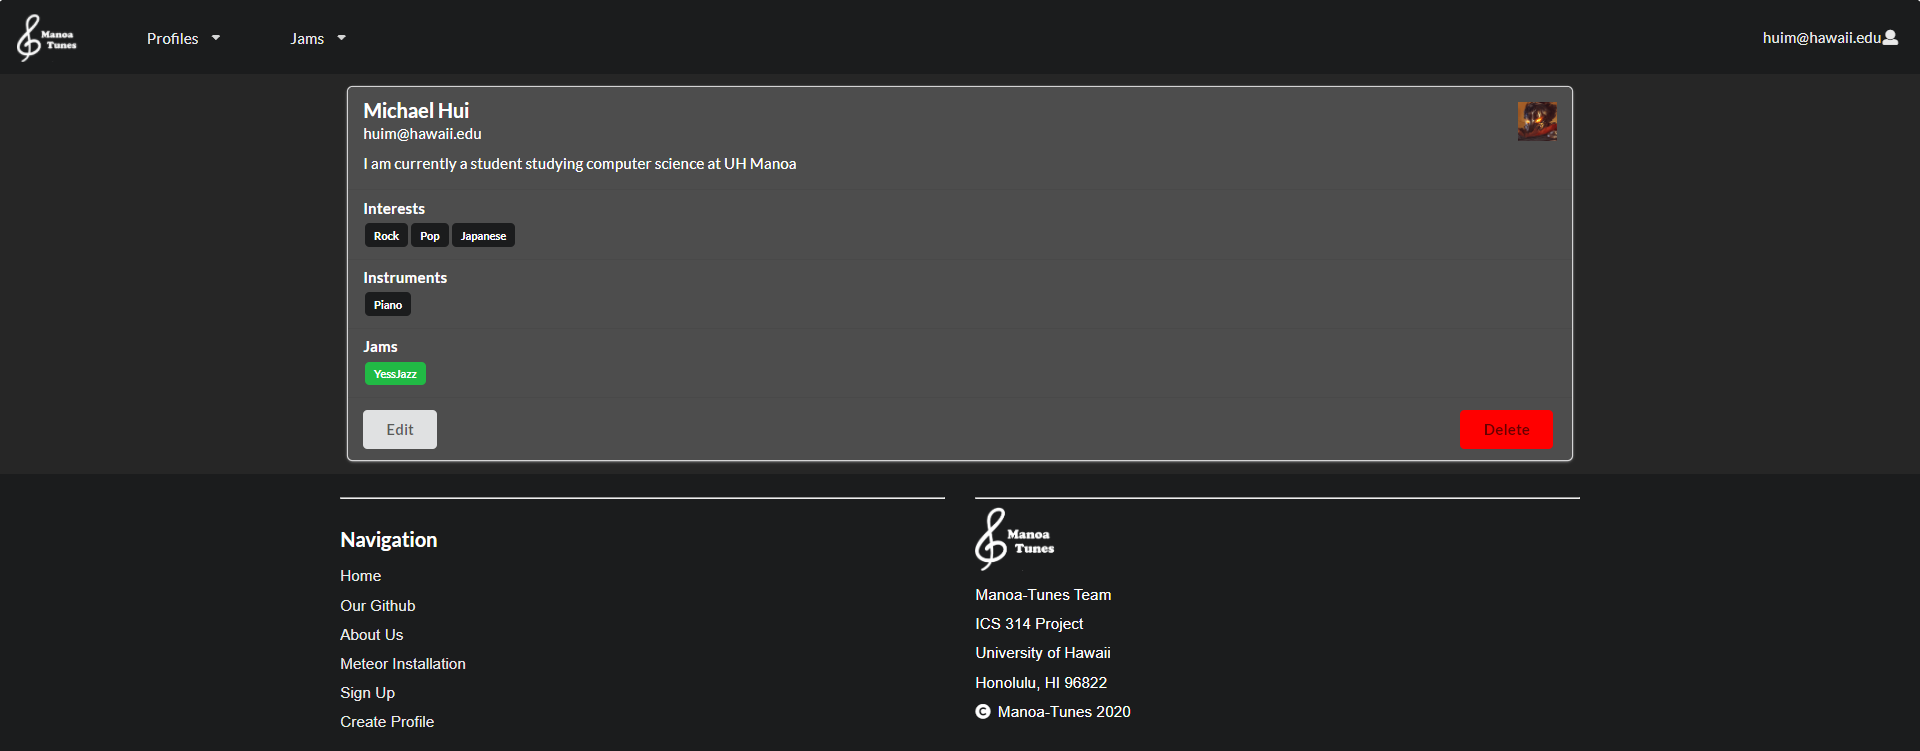 Manoa
Tunes
Profiles
Jams
huim@hawaii.edu
Michael Hui
huim@hawaii.edu
I am currently a student studying computer science at UH Manoa
Interests
Rock Pop Japanese
Instruments
Piano
Jams
YessJazz
Edit Delete
Navigation
Home
Our Github
About Us
Meteor Installation
Sign Up
Create Profile
Manoa
Tunes
Manoa-Tunes Team
ICS 314 Project
University of Hawaii
Honolulu, HI 96822
© Manoa-Tunes 2020